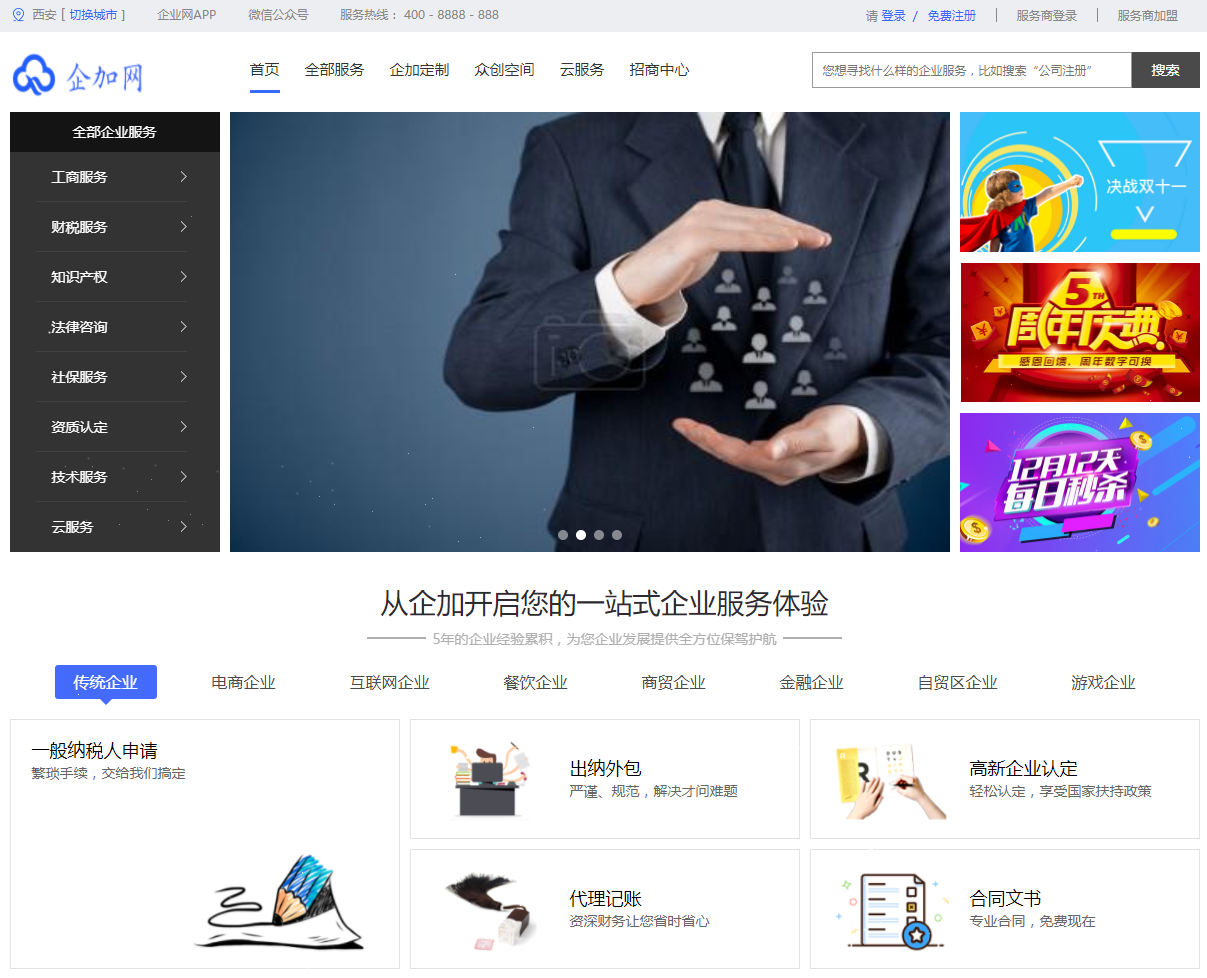 西安 [ 切换城市 ] 企业网APP 微信公众号 服务热线： 400 - 8888 - 888 请 登录 / 免费注册 | 服务商登录 | 服务商加盟
企加网 首页 全部服务 企加定制 众创空间 云服务 招商中心 您想寻找什么样的企业服务，比如搜索“公司注册” 搜索
全部企业服务
工商服务
财税服务
知识产权
法律咨询
社保服务
资质认定
技术服务
云服务
决战双十一
5TH
周年庆典
感恩回馈，周年数字可换
12月12天
每日秒杀
从企加开启您的一站式企业服务体验
5年的企业经验累积，为您企业发展提供全方位保驾护航
传统企业 电商企业 互联网企业 餐饮企业 商贸企业 金融企业 自贸区企业 游戏企业
一般纳税人申请
繁琐手续，交给我们搞定
出纳外包
严谨、规范，解决才问难题
R
高新企业认定
轻松认定，享受国家扶持政策
代理记账
资深财务让您省时省心
合同文书
专业合同，免费现在